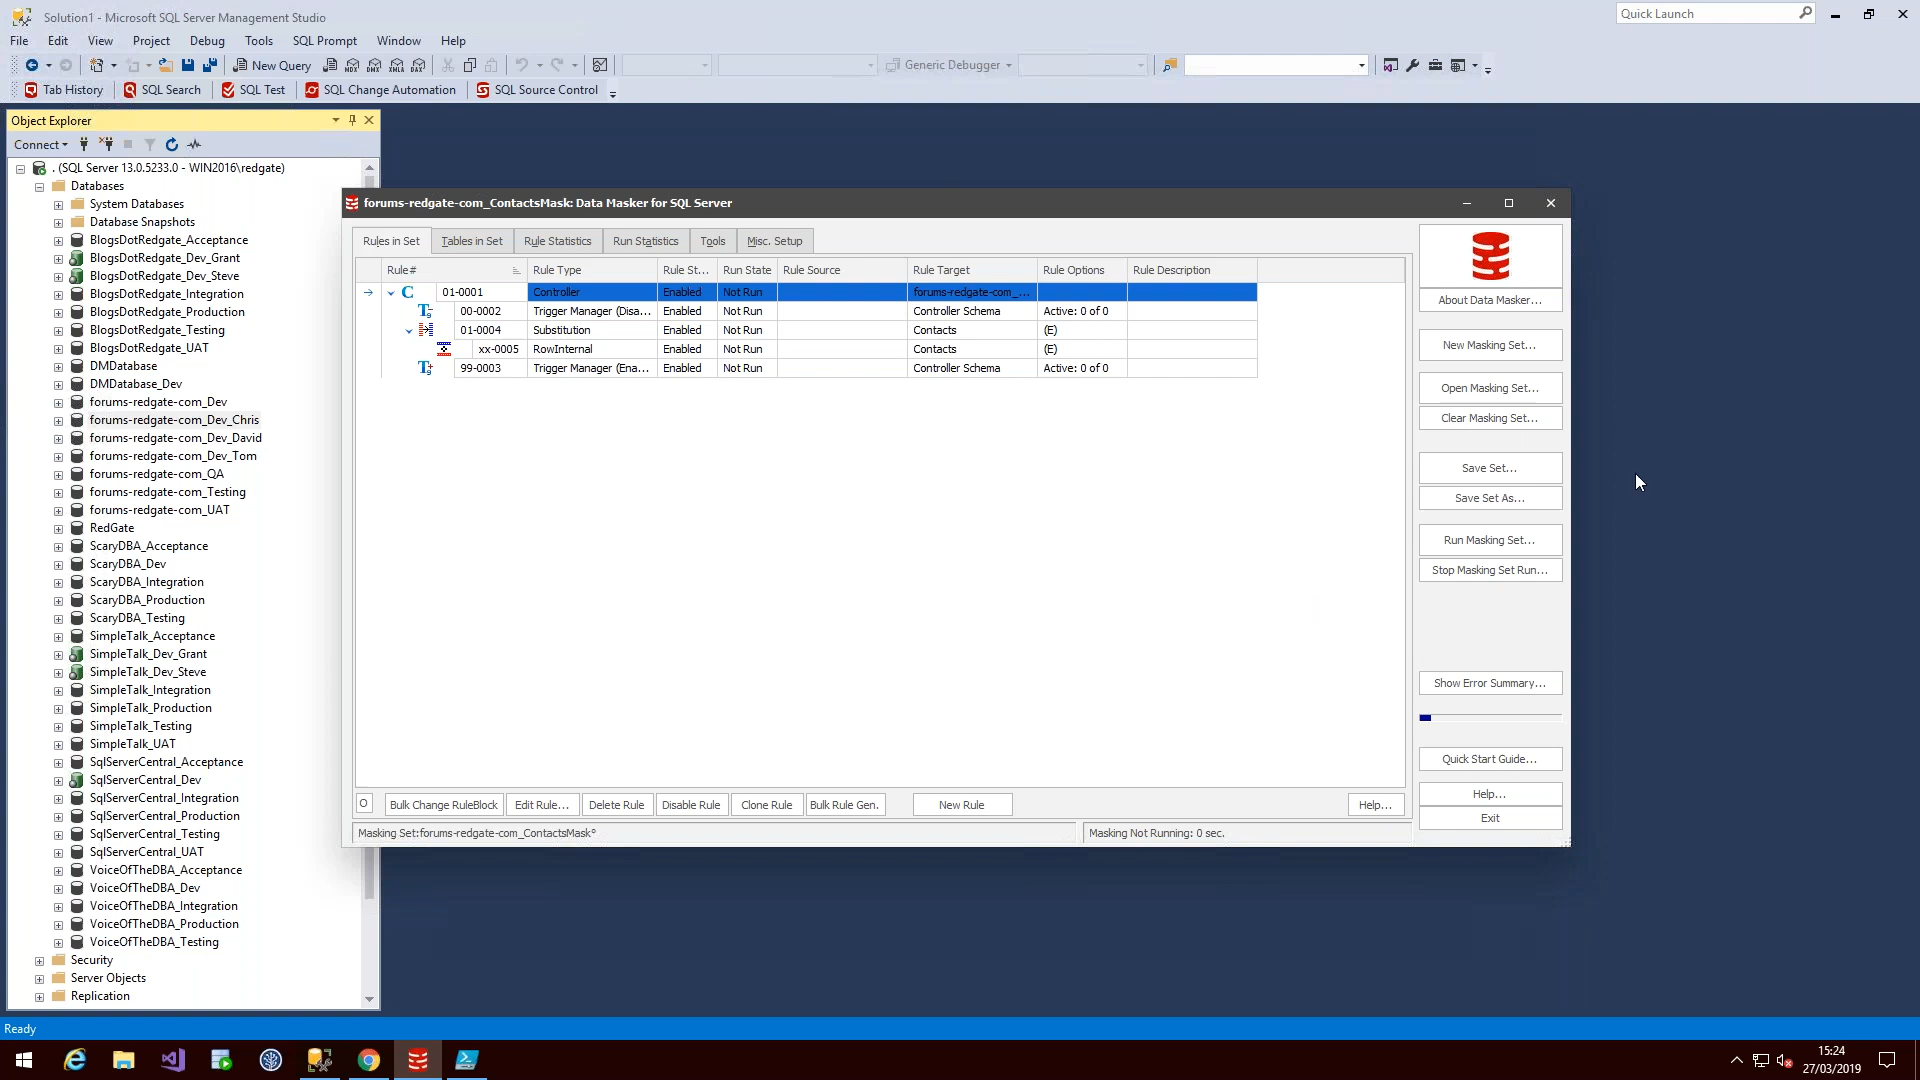 Solution1 - Microsoft SQL Server Management Studio
Quick Launch
File Edit View Project Debug Tools SQL Prompt Window Help
New Query MDX DMX XMLA DAX Generic Debugger
Tab History SQL Search SQL Test SQL Change Automation SQL Source Control
Object Explorer
Connect
. (SQL Server 13.0.5233.0 - WIN2016\redgate)
Databases
System Databases
Database Snapshots
BlogsDotRedgate_Acceptance
BlogsDotRedgate_Dev_Grant
BlogsDotRedgate_Dev_Steve
BlogsDotRedgate_Integration
BlogsDotRedgate_Production
BlogsDotRedgate_Testing
BlogsDotRedgate_UAT
DMDatabase
DMDatabase_Dev
forums-redgate-com_Dev
forums-redgate-com_Dev_Chris
forums-redgate-com_Dev_David
forums-redgate-com_Dev_Tom
forums-redgate-com_QA
forums-redgate-com_Testing
forums-redgate-com_UAT
RedGate
ScaryDBA_Acceptance
ScaryDBA_Dev
ScaryDBA_Integration
ScaryDBA_Production
ScaryDBA_Testing
SimpleTalk_Acceptance
SimpleTalk_Dev_Grant
SimpleTalk_Dev_Steve
SimpleTalk_Integration
SimpleTalk_Production
SimpleTalk_Testing
SimpleTalk_UAT
SqlServerCentral_Acceptance
SqlServerCentral_Dev
SqlServerCentral_Integration
SqlServerCentral_Production
SqlServerCentral_Testing
SqlServerCentral_UAT
VoiceOfTheDBA_Acceptance
VoiceOfTheDBA_Dev
VoiceOfTheDBA_Integration
VoiceOfTheDBA_Production
VoiceOfTheDBA_Testing
Security
Server Objects
Replication
forums-redgate-com_ContactsMask: Data Masker for SQL Server
Rules in Set Tables in Set Rule Statistics Run Statistics Tools Misc. Setup
Rule# Rule Type Rule St... Run State Rule Source Rule Target Rule Options Rule Description
C 01-0001 Controller Enabled Not Run forums-redgate-com_...
00-0002 Trigger Manager (Disa... Enabled Not Run Controller Schema Active: 0 of 0
01-0004 Substitution Enabled Not Run Contacts (E)
xx-0005 RowInternal Enabled Not Run Contacts (E)
99-0003 Trigger Manager (Ena... Enabled Not Run Controller Schema Active: 0 of 0
O Bulk Change RuleBlock Edit Rule... Delete Rule Disable Rule Clone Rule Bulk Rule Gen. New Rule Help...
Masking Set:forums-redgate-com_ContactsMask° Masking Not Running: 0 sec.
About Data Masker...
New Masking Set...
Open Masking Set...
Clear Masking Set...
Save Set...
Save Set As...
Run Masking Set...
Stop Masking Set Run...
Show Error Summary...
Quick Start Guide...
Help...
Exit
Ready
15:24
27/03/2019